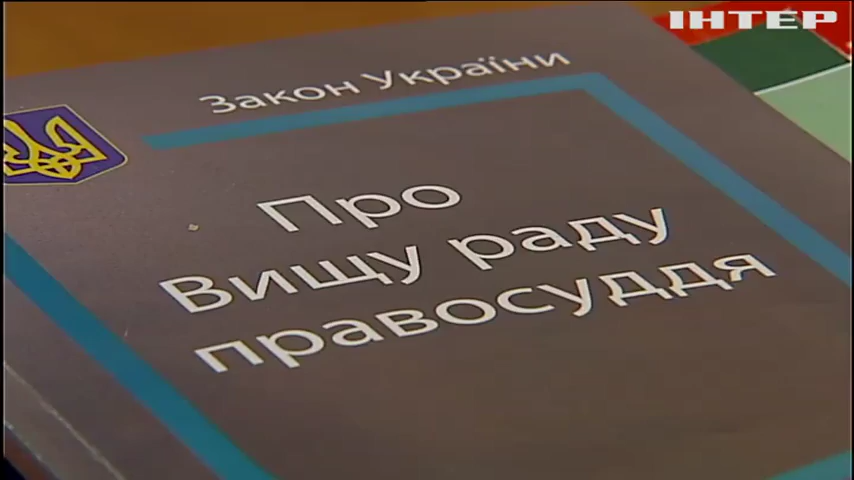 ІНТЕР
Закон України
Про
Вищу раду
правосуддя